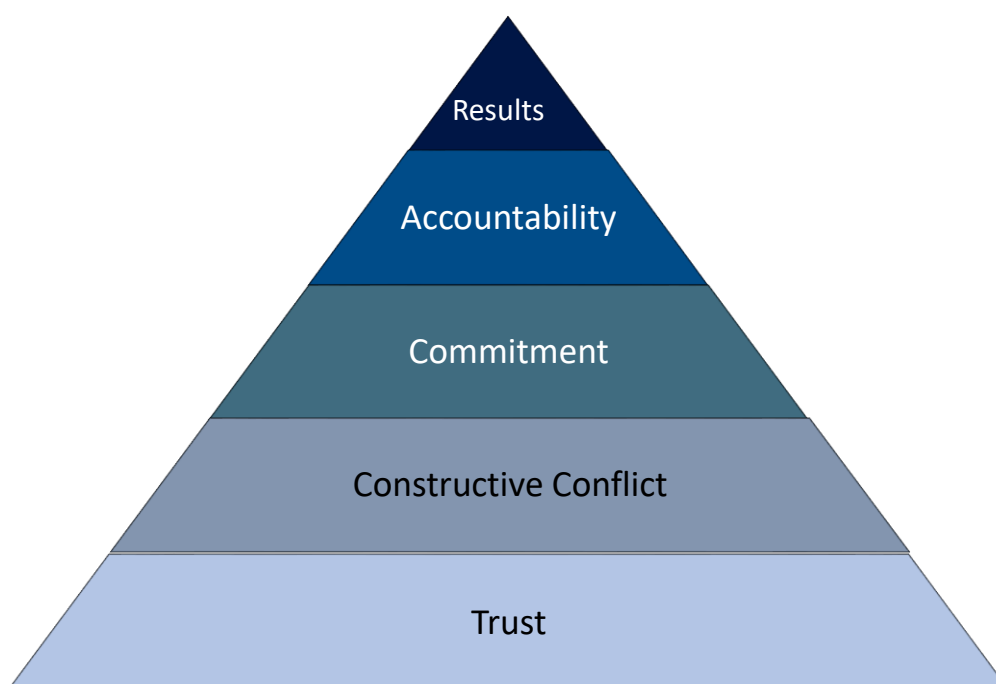 Results
Accountability
Commitment
Constructive Conflict
Trust